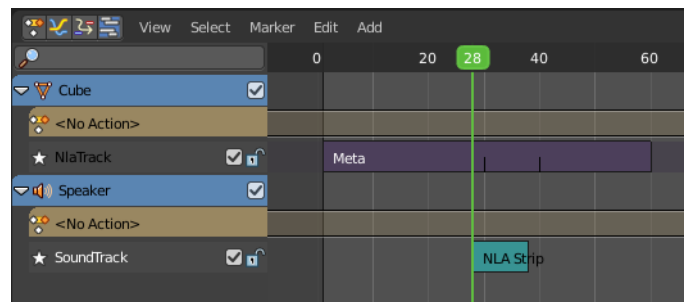 View Select Marker Edit Add
0 20 28 40 60
Cube
<No Action>
NlaTrack Meta
Speaker
<No Action>
SoundTrack NLA Strip